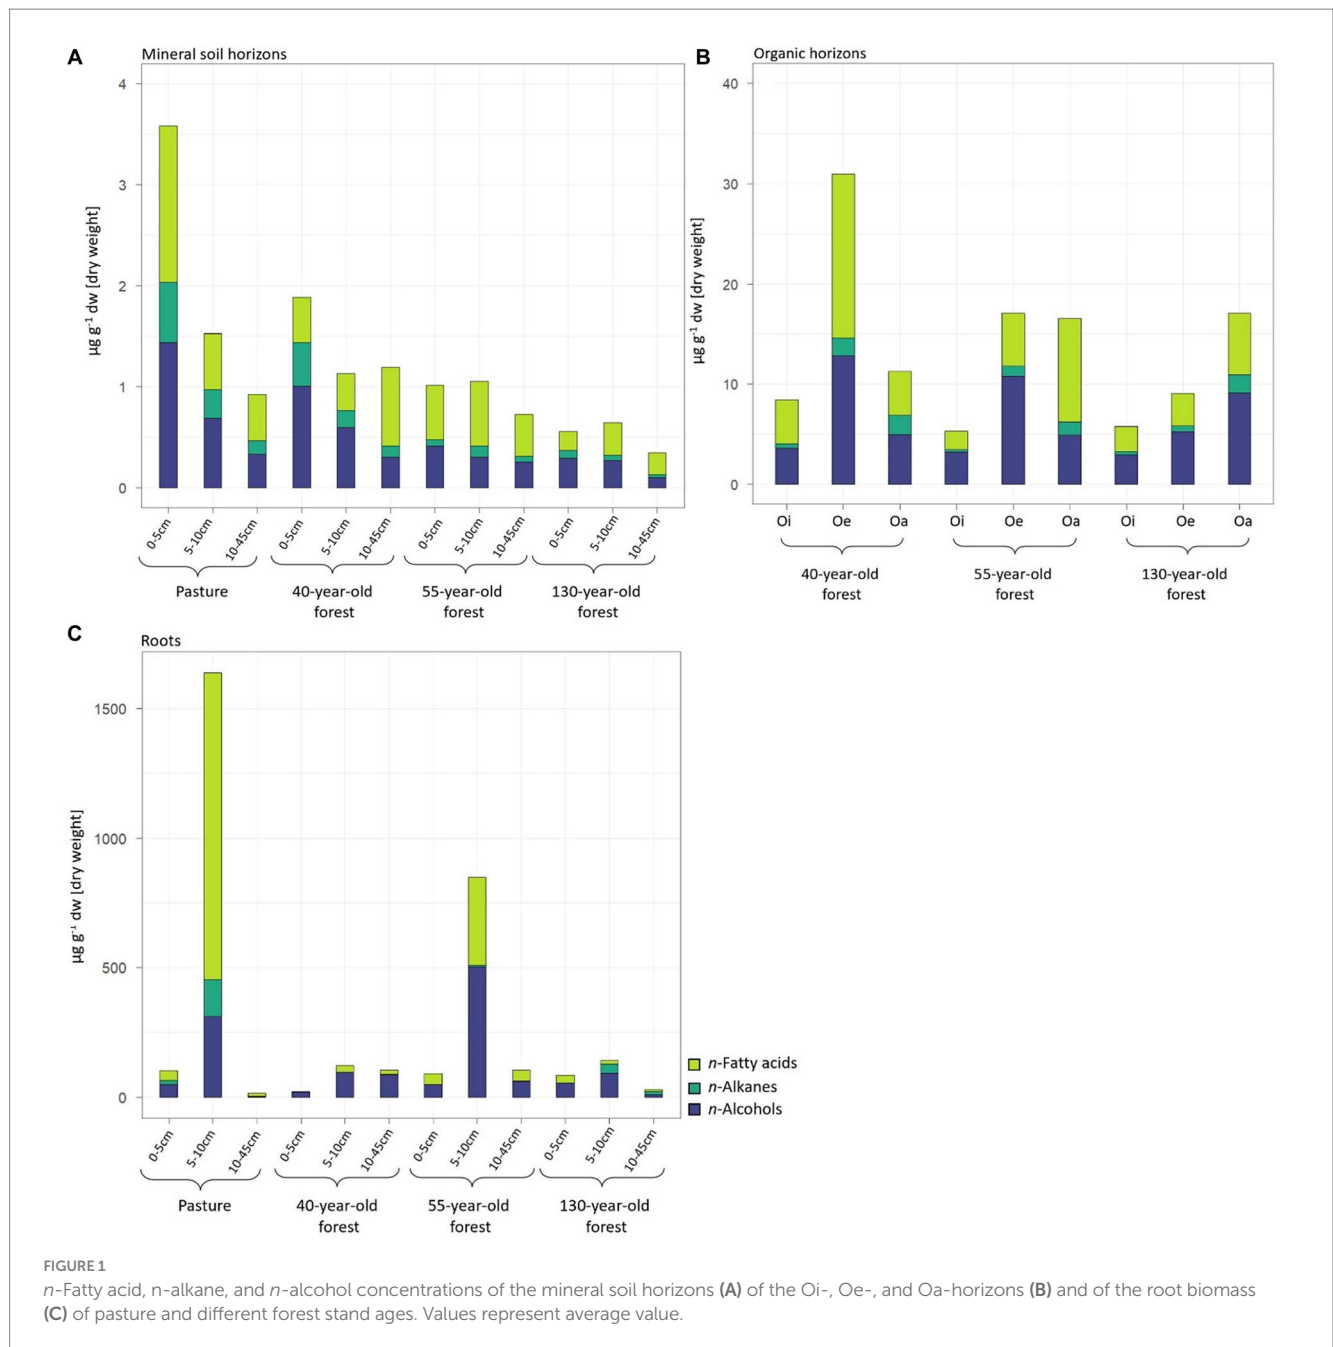 A
Mineral soil horizons
4
3
2
1
0
µg g-1 dw [dry weight]
0-5cm
5-10cm
10-45cm
0-5cm
5-10cm
10-45cm
0-5cm
5-10cm
10-45cm
0-5cm
5-10cm
10-45cm
Pasture
40-year-old
forest
55-year-old
forest
130-year-old
forest
B
Organic horizons
40
30
20
10
0
µg g-1 dw [dry weight]
Oi
Oe
Oa
Oi
Oe
Oa
Oi
Oe
Oa
40-year-old
forest
55-year-old
forest
130-year-old
forest
C
Roots
1500
1000
500
0
µg g-1 dw [dry weight]
0-5cm
5-10cm
10-45cm
0-5cm
5-10cm
10-45cm
0-5cm
5-10cm
10-45cm
0-5cm
5-10cm
10-45cm
Pasture
40-year-old
forest
55-year-old
forest
130-year-old
forest
n-Fatty acids
n-Alkanes
n-Alcohols
FIGURE 1
n-Fatty acid, n-alkane, and n-alcohol concentrations of the mineral soil horizons (A) of the Oi-, Oe-, and Oa-horizons (B) and of the root biomass
(C) of pasture and different forest stand ages. Values represent average value.